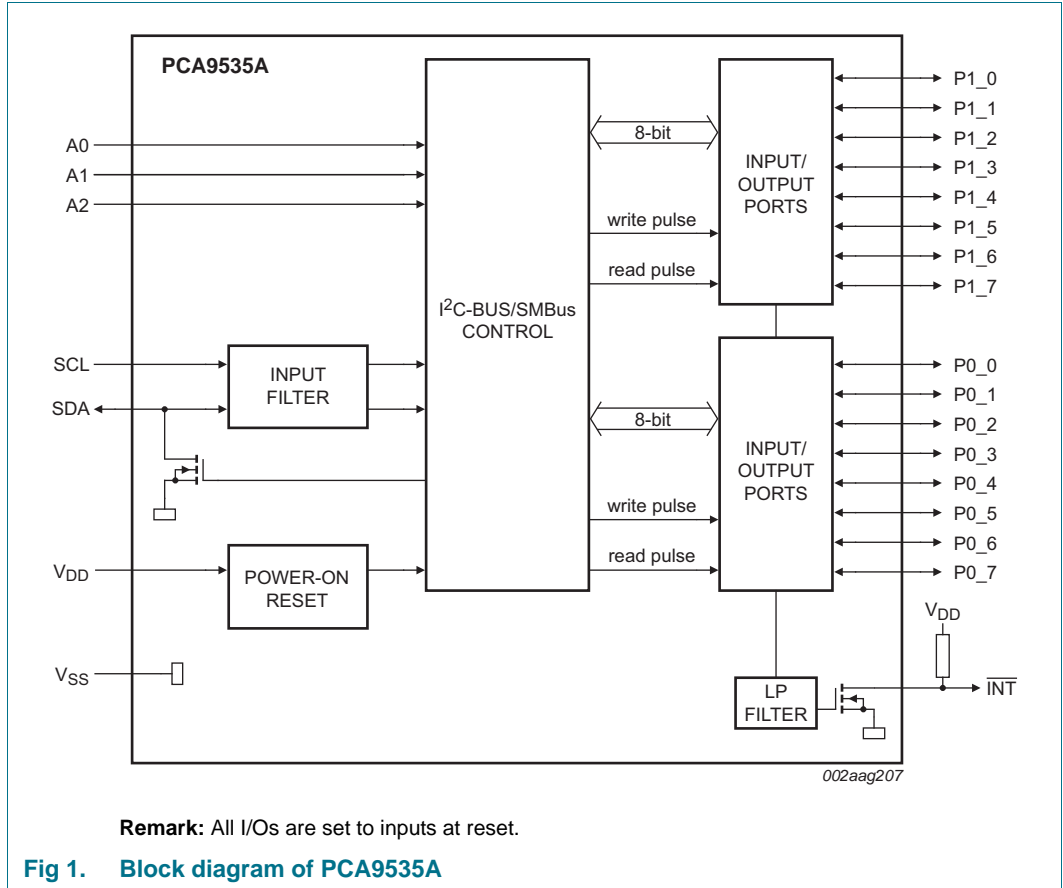 PCA9535A
A0
A1
A2
SCL
SDA
VDD
VSS
INPUT
FILTER
POWER-ON
RESET
I2C-BUS/SMBus
CONTROL
8-bit
write pulse
read pulse
INPUT/
OUTPUT
PORTS
P1_0
P1_1
P1_2
P1_3
P1_4
P1_5
P1_6
P1_7
8-bit
write pulse
read pulse
INPUT/
OUTPUT
PORTS
P0_0
P0_1
P0_2
P0_3
P0_4
P0_5
P0_6
P0_7
VDD
LP
FILTER
INT
002aag207
Remark: All I/Os are set to inputs at reset.
Fig 1. Block diagram of PCA9535A